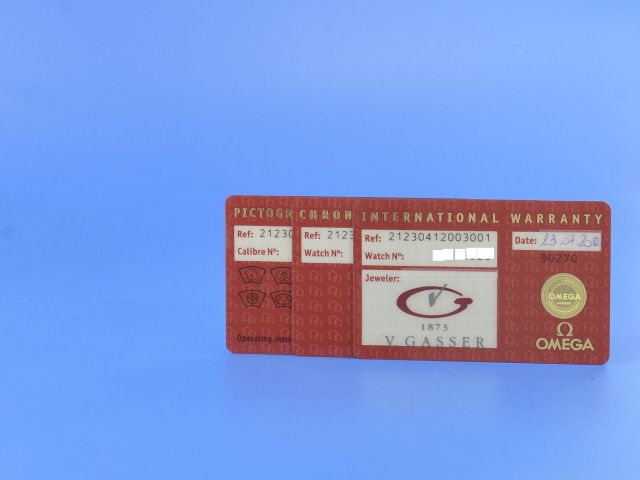 PICTOGR
Ref: 21230
Calibre Nº:
Operating instr
CHRON
Ref: 2123
Watch Nº:
INTERNATIONAL WARRANTY
Ref: 21230412003001
Watch Nº:
Date:
90270
Jeweler:
G
1873
V. GASSER
OMEGA
Ω
OMEGA